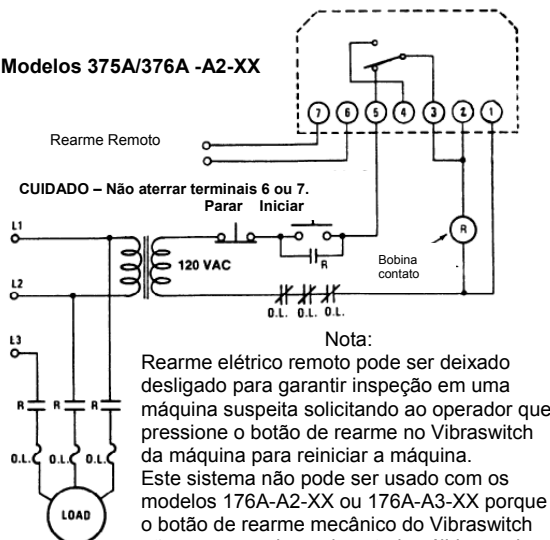 Modelos 375A/376A -A2-XX
7 6 5 4 3 2 1
Rearme Remoto
CUIDADO – Não aterrar terminais 6 ou 7.
Parar Iniciar
L1
R
120 VAC
R
Bobina
contato
L2
O.L. O.L. O.L.
L3
Nota:
Rearme elétrico remoto pode ser deixado
desligado para garantir inspeção em uma
máquina suspeita solicitando ao operador que
pressione o botão de rearme no Vibraswitch
da máquina para reiniciar a máquina.
Este sistema não pode ser usado com os
modelos 176A-A2-XX ou 176A-A3-XX porque
o botão de rearme mecânico do Vibraswitch
R R R
O.L. O.L. O.L.
LOAD